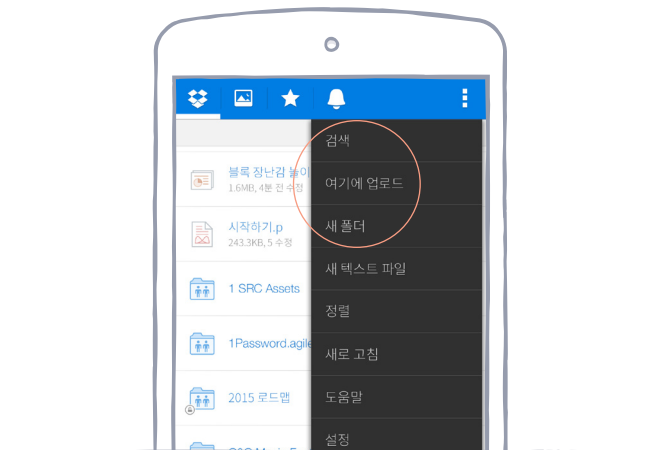 검색
블록 장난감 놀이
1.6MB, 4분 전 수정
여기에 업로드
시작하기.p
243.3KB, 5 수정
새 폴더
새 텍스트 파일
1 SRC Assets
정렬
1Password.agile
새로 고침
2015 로드맵
도움말
설정